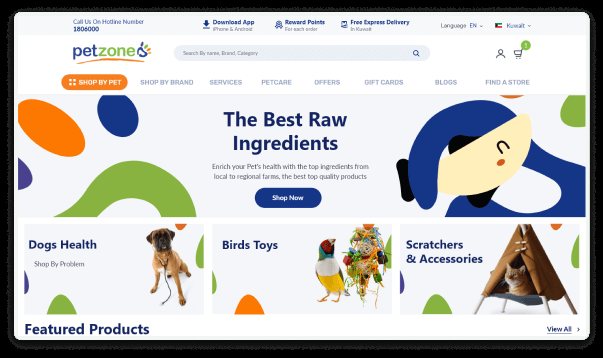 Call Us On Hotline Number
1806000
Download App
iPhone & Android
Reward Points
For each order
Free Express Delivery
In Kuwait
Language EN
Kuwait
petzone
Search By name, Brand, Category
SHOP BY PET
SHOP BY BRAND
SERVICES
PETCARE
OFFERS
GIFT CARDS
BLOGS
FIND A STORE
The Best Raw
Ingredients
Enrich your Pet's health with the top ingredients from
local to regional farms, the best top quality products
Shop Now
Dogs Health
Shop By Problem
Birds Toys
Scratchers
& Accessories
Featured Products
View All